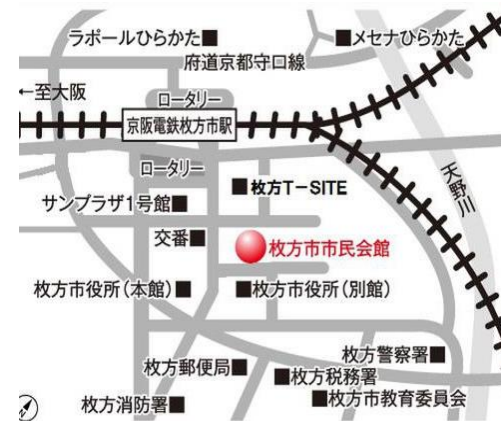 ラポールひらかた■
■メセナひらかた
府道京都守口線
←至大阪
ロータリー
京阪電鉄枚方市駅
ロータリー
■枚方T-SITE
天野川
サンプラザ1号館■
交番■
枚方市市民会館
枚方市役所(本館)■
■枚方市役所(別館)
枚方警察署■
枚方郵便局■
■枚方税務署
枚方消防署■
■枚方市教育委員会
N